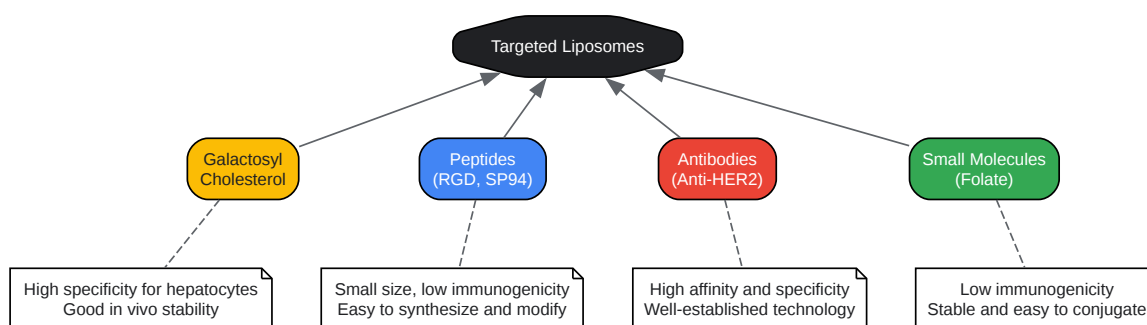 Targeted Liposomes
Galactosyl
Cholesterol
Peptides
(RGD, SP94)
Antibodies
(Anti-HER2)
Small Molecules
(Folate)
High specificity for hepatocytes
Good in vivo stability
Small size, low immunogenicity
Easy to synthesize and modify
High affinity and specificity
Well-established technology
Low immunogenicity
Stable and easy to conjugate